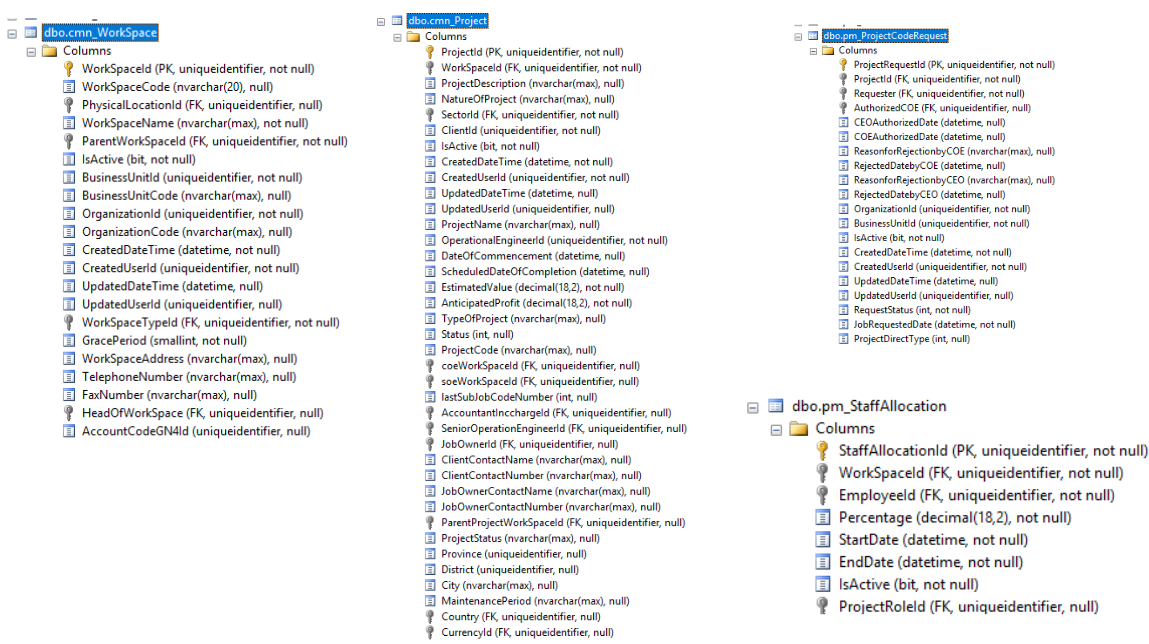 dbo.cmn_WorkSpace
Columns
WorkSpaceId (PK, uniqueidentifier, not null)
WorkSpaceCode (nvarchar(20), null)
PhysicalLocationId (FK, uniqueidentifier, null)
WorkSpaceName (nvarchar(max), not null)
ParentWorkSpaceId (FK, uniqueidentifier, not null)
IsActive (bit, not null)
BusinessUnitId (uniqueidentifier, not null)
BusinessUnitCode (nvarchar(max), null)
OrganizationId (uniqueidentifier, not null)
OrganizationCode (nvarchar(max), null)
CreatedDateTime (datetime, not null)
CreatedUserId (uniqueidentifier, not null)
UpdatedDateTime (datetime, null)
UpdatedUserId (uniqueidentifier, null)
WorkSpaceTypeId (FK, uniqueidentifier, not null)
GracePeriod (smallint, not null)
WorkSpaceAddress (nvarchar(max), null)
TelephoneNumber (nvarchar(max), null)
FaxNumber (nvarchar(max), null)
HeadOfWorkSpace (FK, uniqueidentifier, null)
AccountCodeGN4Id (uniqueidentifier, null)
dbo.cmn_Project
Columns
ProjectId (PK, uniqueidentifier, not null)
WorkSpaceId (FK, uniqueidentifier, not null)
ProjectDescription (nvarchar(max), null)
NatureOfProject (nvarchar(max), null)
SectorId (FK, uniqueidentifier, not null)
ClientId (uniqueidentifier, not null)
IsActive (bit, not null)
CreatedDateTime (datetime, not null)
CreatedUserId (uniqueidentifier, not null)
UpdatedDateTime (datetime, null)
UpdatedUserId (uniqueidentifier, null)
ProjectName (nvarchar(max), null)
OperationalEngineerId (uniqueidentifier, not null)
DateOfCommencement (datetime, null)
ScheduledDateOfCompletion (datetime, null)
EstimatedValue (decimal(18,2), not null)
AnticipatedProfit (decimal(18,2), not null)
TypeOfProject (nvarchar(max), null)
Status (int, null)
ProjectCode (nvarchar(max), null)
coeWorkSpaceId (FK, uniqueidentifier, null)
soeWorkSpaceId (FK, uniqueidentifier, null)
lastSubJobCodeNumber (int, null)
AccountantIncchargeId (FK, uniqueidentifier, null)
SeniorOperationEngineerId (FK, uniqueidentifier, null)
JobOwnerId (FK, uniqueidentifier, null)
ClientContactName (nvarchar(max), null)
ClientContactNumber (nvarchar(max), null)
JobOwnerContactName (nvarchar(max), null)
JobOwnerContactNumber (nvarchar(max), null)
ParentProjectWorkSpaceId (FK, uniqueidentifier, null)
ProjectStatus (nvarchar(max), null)
Province (uniqueidentifier, null)
District (uniqueidentifier, null)
City (nvarchar(max), null)
MaintenancePeriod (nvarchar(max), null)
Country (FK, uniqueidentifier, null)
CurrencyId (FK, uniqueidentifier, null)
dbo.pm_ProjectCodeRequest
Columns
ProjectRequestId (PK, uniqueidentifier, not null)
ProjectId (FK, uniqueidentifier, not null)
Requester (FK, uniqueidentifier, not null)
AuthorizedCOE (FK, uniqueidentifier, null)
CEOAuthorizedDate (datetime, null)
COEAuthorizedDate (datetime, null)
ReasonforRejectionbyCOE (nvarchar(max), null)
RejectedDatebyCOE (datetime, null)
ReasonforRejectionbyCEO (nvarchar(max), null)
RejectedDatebyCEO (datetime, null)
OrganizationId (uniqueidentifier, not null)
BusinessUnitId (uniqueidentifier, not null)
IsActive (bit, not null)
CreatedDateTime (datetime, not null)
CreatedUserId (uniqueidentifier, not null)
UpdatedDateTime (datetime, null)
UpdatedUserId (uniqueidentifier, null)
RequestStatus (int, not null)
JobRequestedDate (datetime, not null)
ProjectDirectType (int, null)
dbo.pm_StaffAllocation
Columns
StaffAllocationId (PK, uniqueidentifier, not null)
WorkSpaceId (FK, uniqueidentifier, not null)
EmployeeId (FK, uniqueidentifier, not null)
Percentage (decimal(18,2), not null)
StartDate (datetime, not null)
EndDate (datetime, not null)
IsActive (bit, not null)
ProjectRoleId (FK, uniqueidentifier, null)